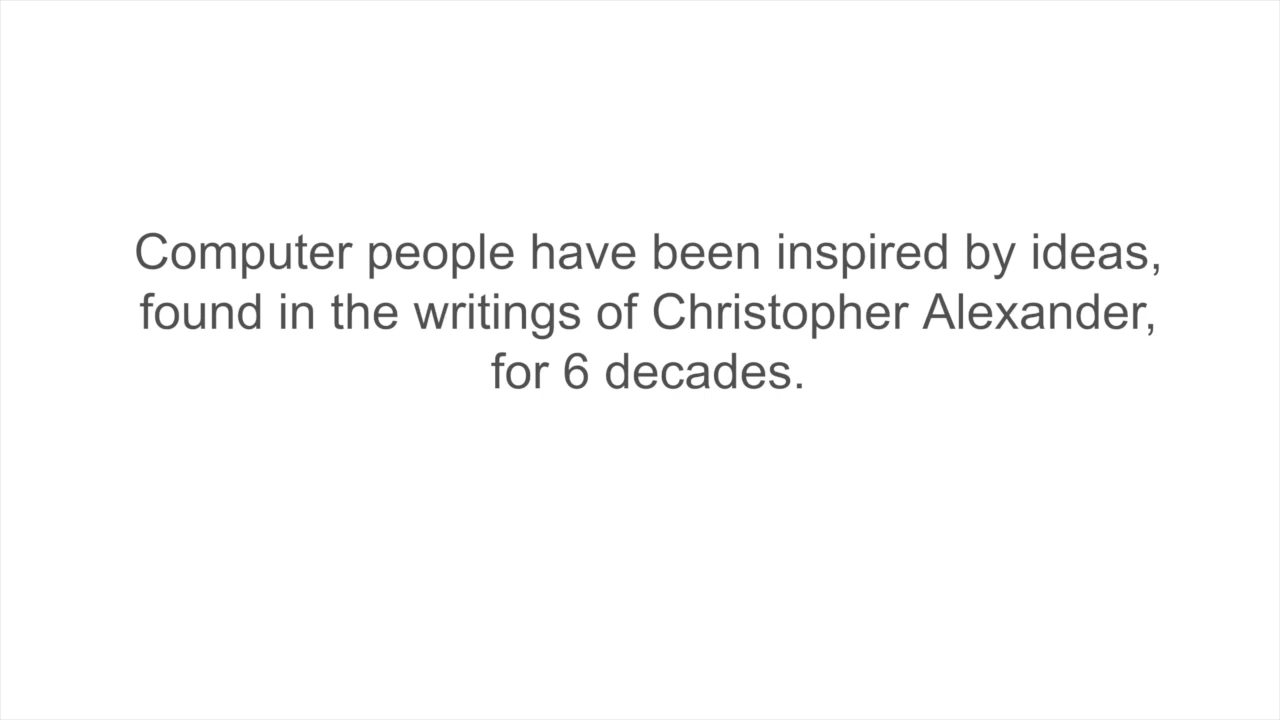 Computer people have been inspired by ideas,
found in the writings of Christopher Alexander,
for 6 decades.